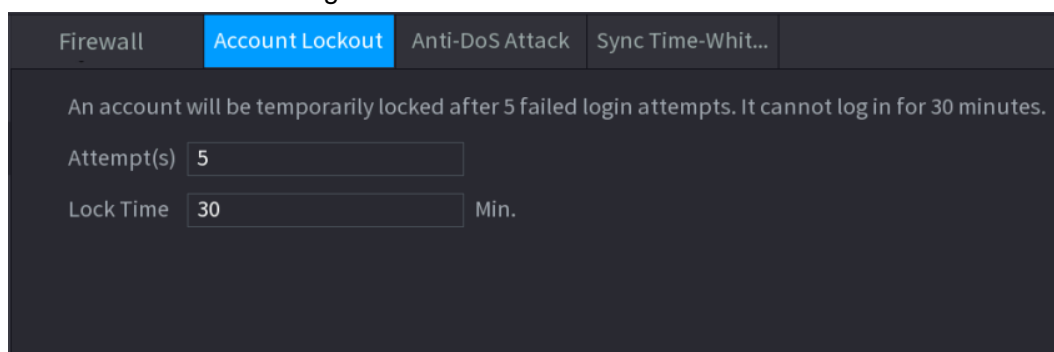 Firewall Account Lockout Anti-DoS Attack Sync Time-Whit...
An account will be temporarily locked after 5 failed login attempts. It cannot log in for 30 minutes.
Attempt(s) 5
Lock Time 30 Min.